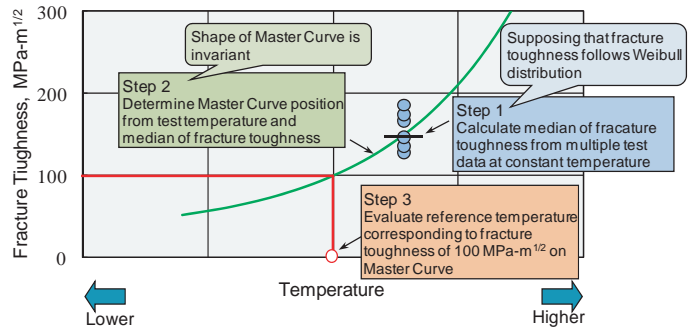 300
200
100
0
Fracture Tiughness, MPa-m1/2
Shape of Master Curve is
invariant
Supposing that fracture
toughness follows Weibull
distribution
Step 2
Determine Master Curve position
from test temperature and
median of fracture toughness
Step 1
Calculate median of fracature
toughness from multiple test
data at constant temperature
Step 3
Evaluate reference temperature
corresponding to fracture
toughness of 100 MPa-m1/2 on
Master Curve
Temperature
Lower
Higher